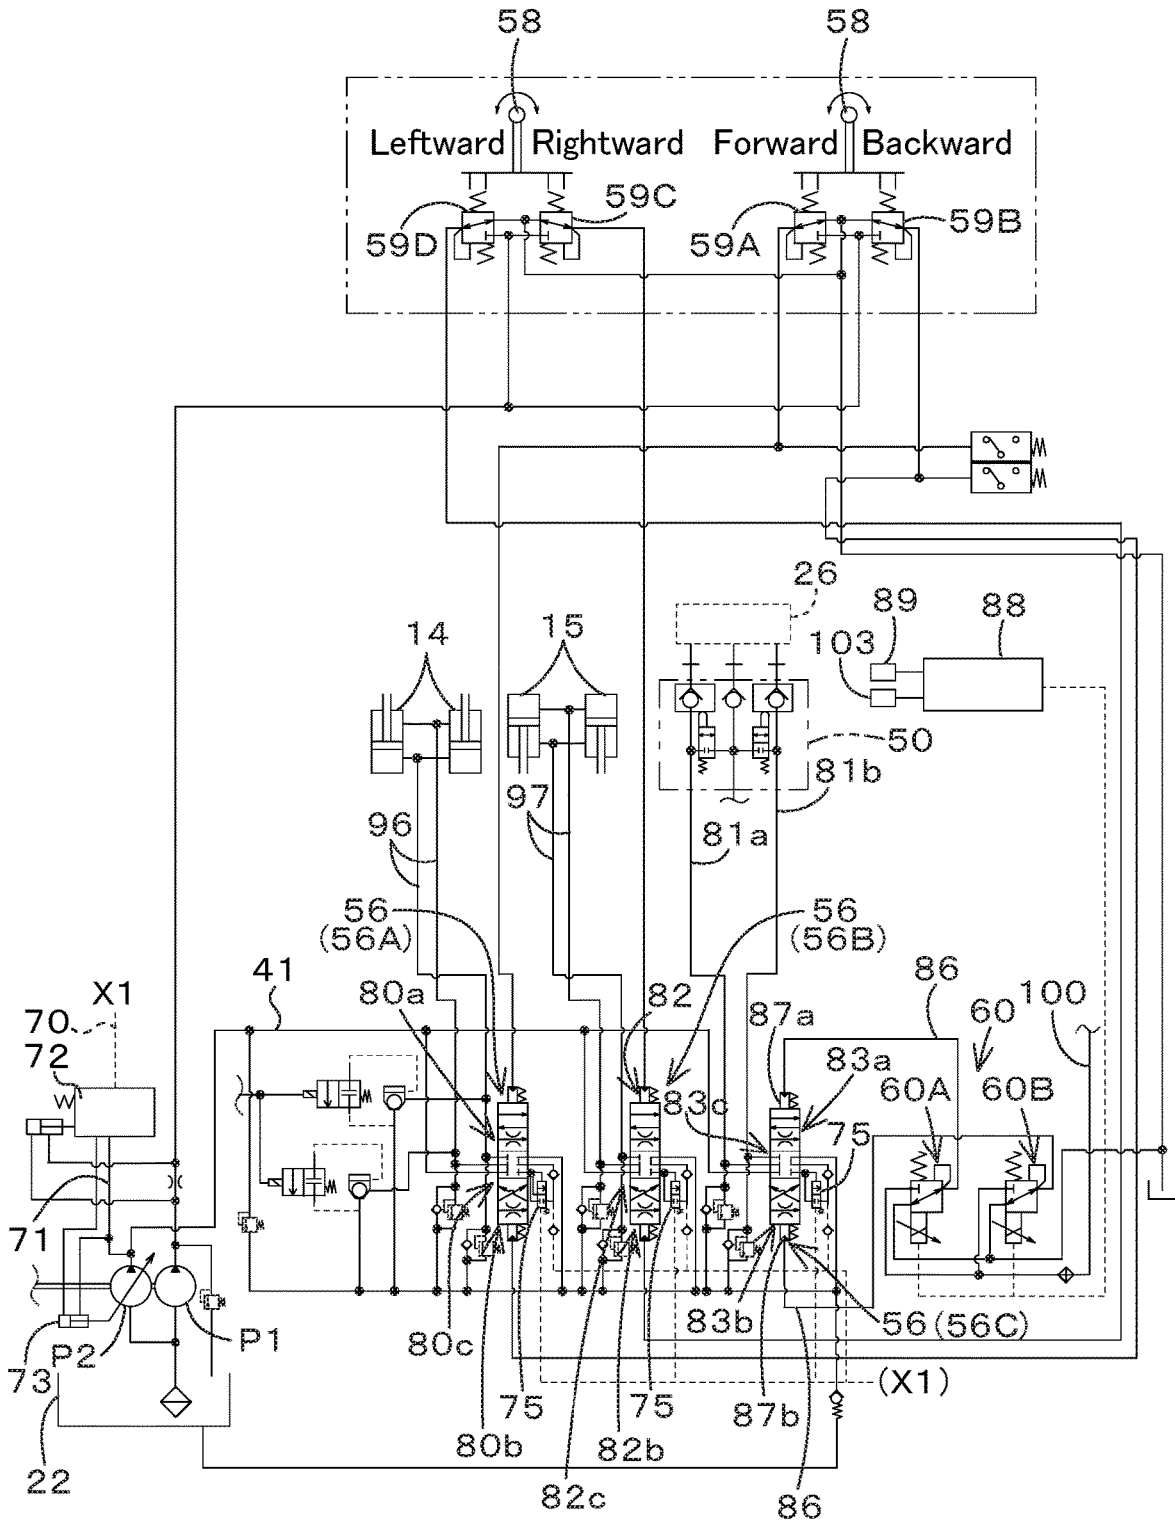 58 58
Leftward Rightward Forward Backward
59D 59C 59A 59B
26
89 88
103
14 15
50
81b
97
96 81a
56
(56A)
56
(56B)
41
X1
80a 82 86
70
72
87a 60 100
83a
83c 60A 60B
75
71
P1
P2
73
80c
83b 56 (56C)
75 75 (X1)
80b 82b 87b
22
82c 86